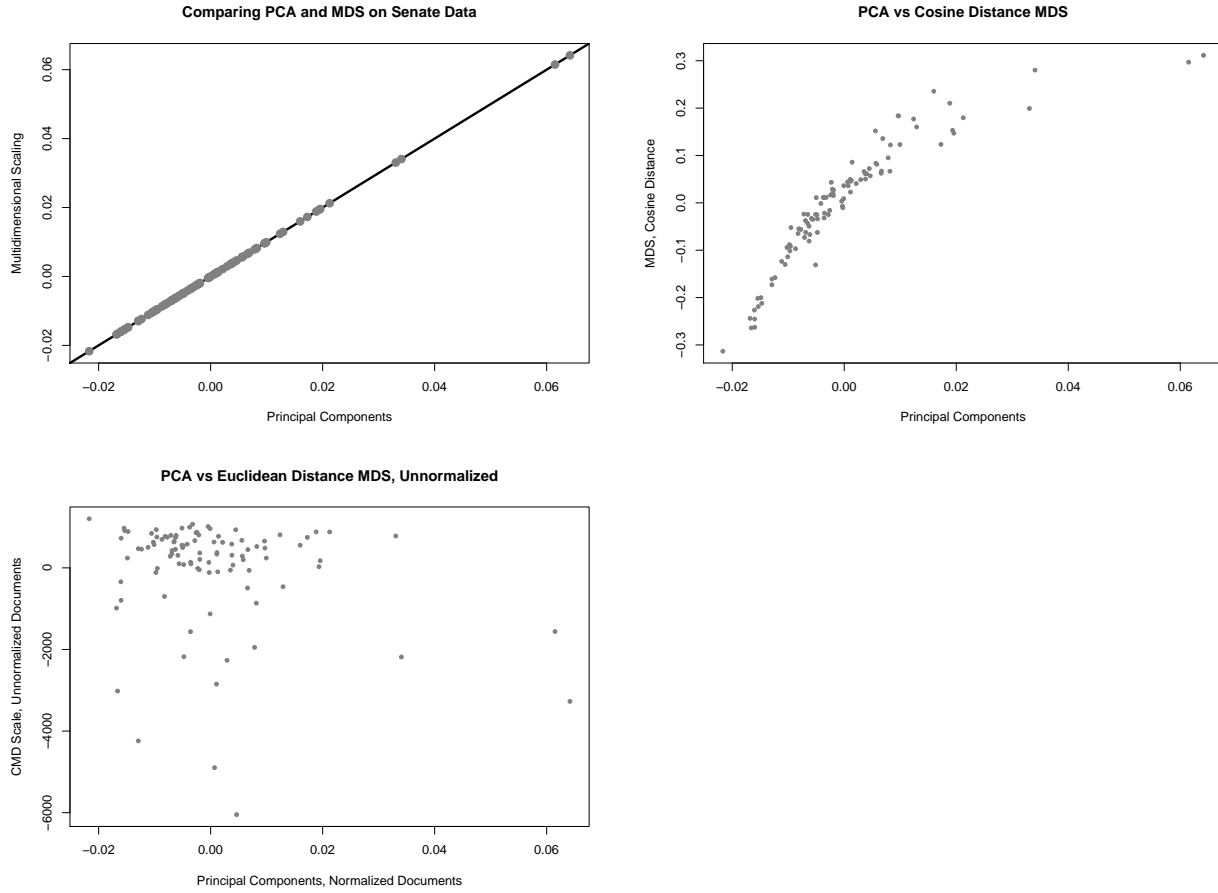 Comparing PCA and MDS on Senate Data
Multidimensional Scaling
0.06
0.04
0.02
0.00
−0.02
−0.02 0.00 0.02 0.04 0.06
Principal Components
PCA vs Cosine Distance MDS
MDS, Cosine Distance
0.3
0.2
0.1
0.0
−0.1
−0.2
−0.3
−0.02 0.00 0.02 0.04 0.06
Principal Components
PCA vs Euclidean Distance MDS, Unnormalized
CMD Scale, Unnormalized Documents
0
−2000
−4000
−6000
−0.02 0.00 0.02 0.04 0.06
Principal Components, Normalized Documents